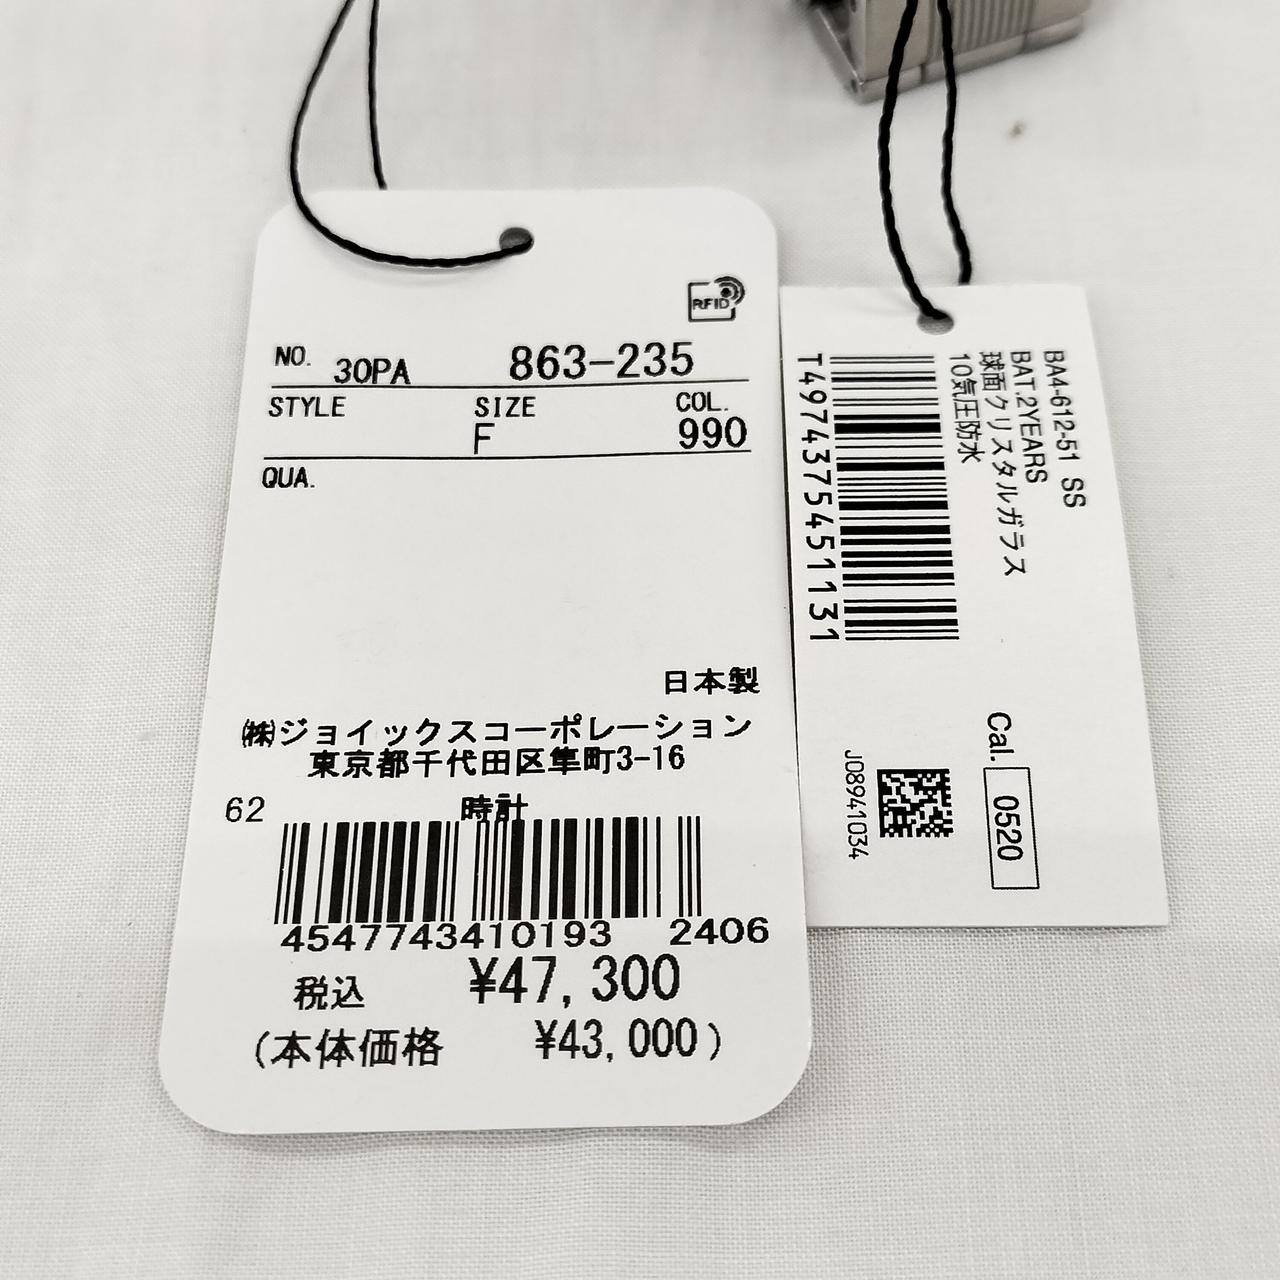 RFID
NO. 30PA 863-235
STYLE SIZE COL.
F 990
QUA.
日本製
㈱ジョイックスコーポレーション
東京都千代田区隼町3-16
62 時計
4547743410193 2406
税込 ¥47,300
(本体価格 ¥43,000)
BA4-612-51 SS
BAT.2YEARS
球面クリスタルガラス
10気圧防水
T4974375451131
Cal. 0520
J08941034